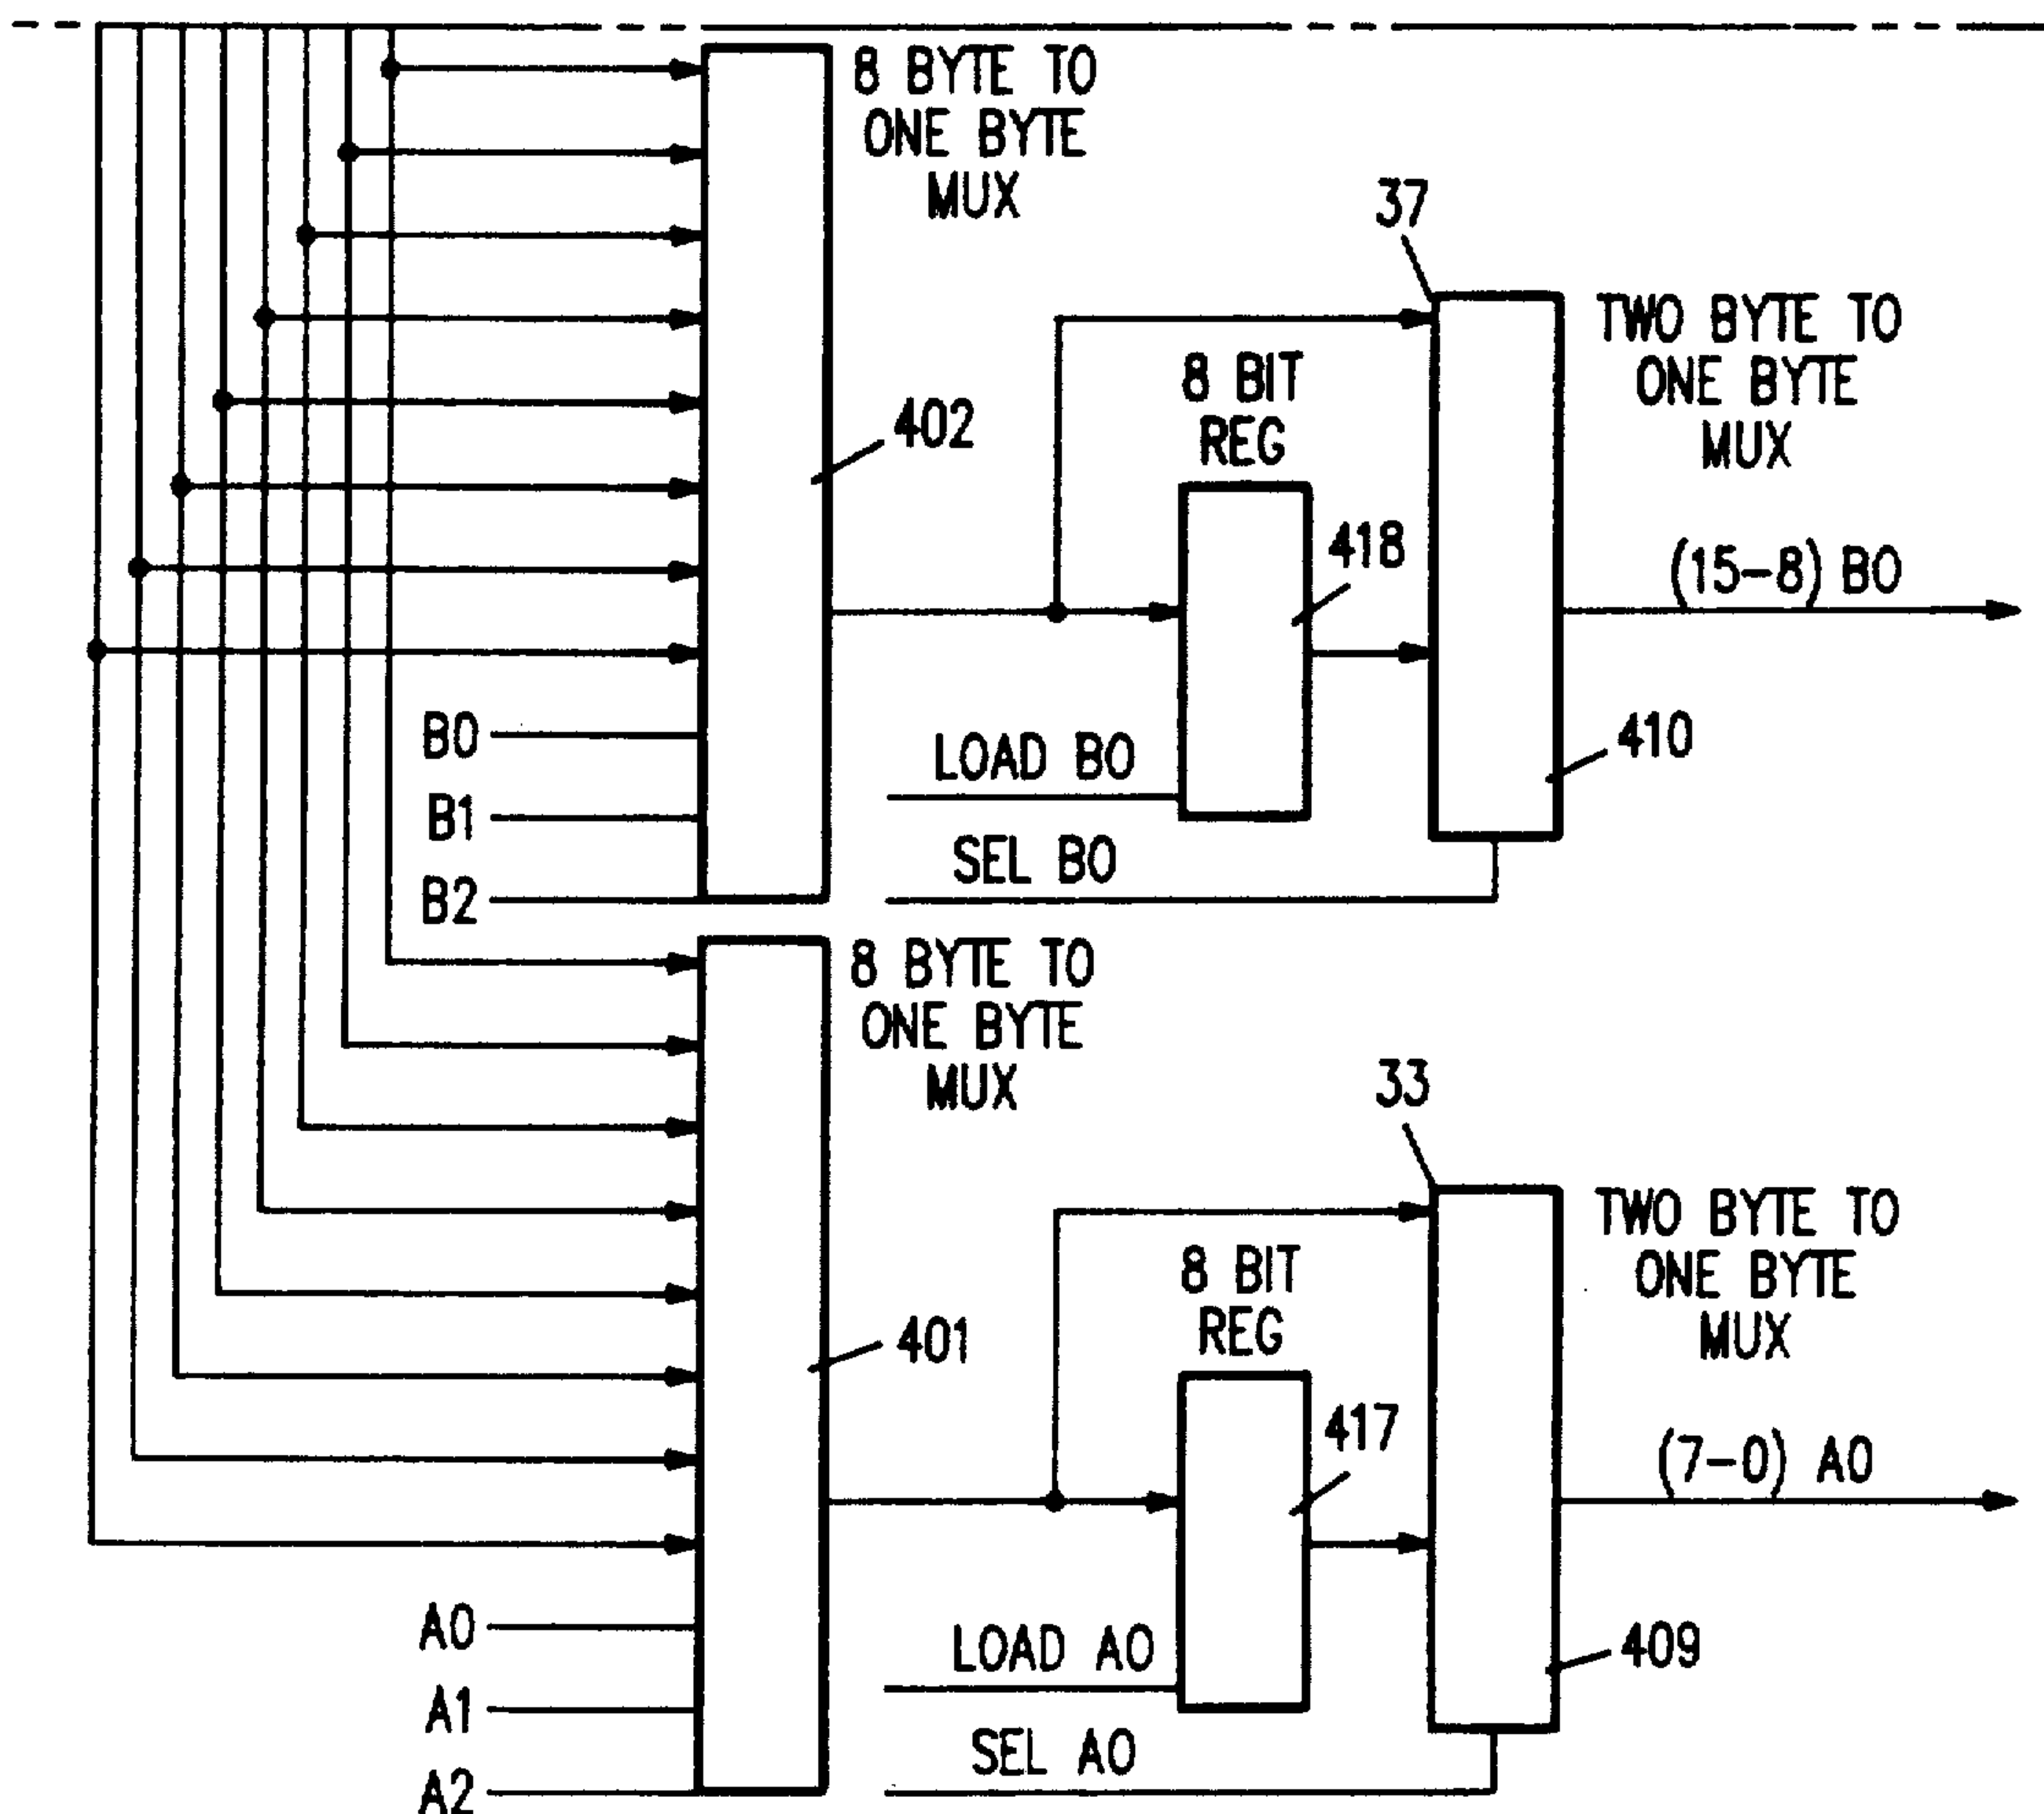 8 BYTE TO
ONE BYTE
MUX
37
TWO BYTE TO
ONE BYTE
MUX
8 BIT
REG
402
418
(15-8) B0
B0
LOAD B0
410
B1
SEL B0
B2
8 BYTE TO
ONE BYTE
MUX
33
TWO BYTE TO
ONE BYTE
MUX
8 BIT
REG
401
417
(7-0) A0
A0
LOAD A0
409
A1
SEL A0
A2